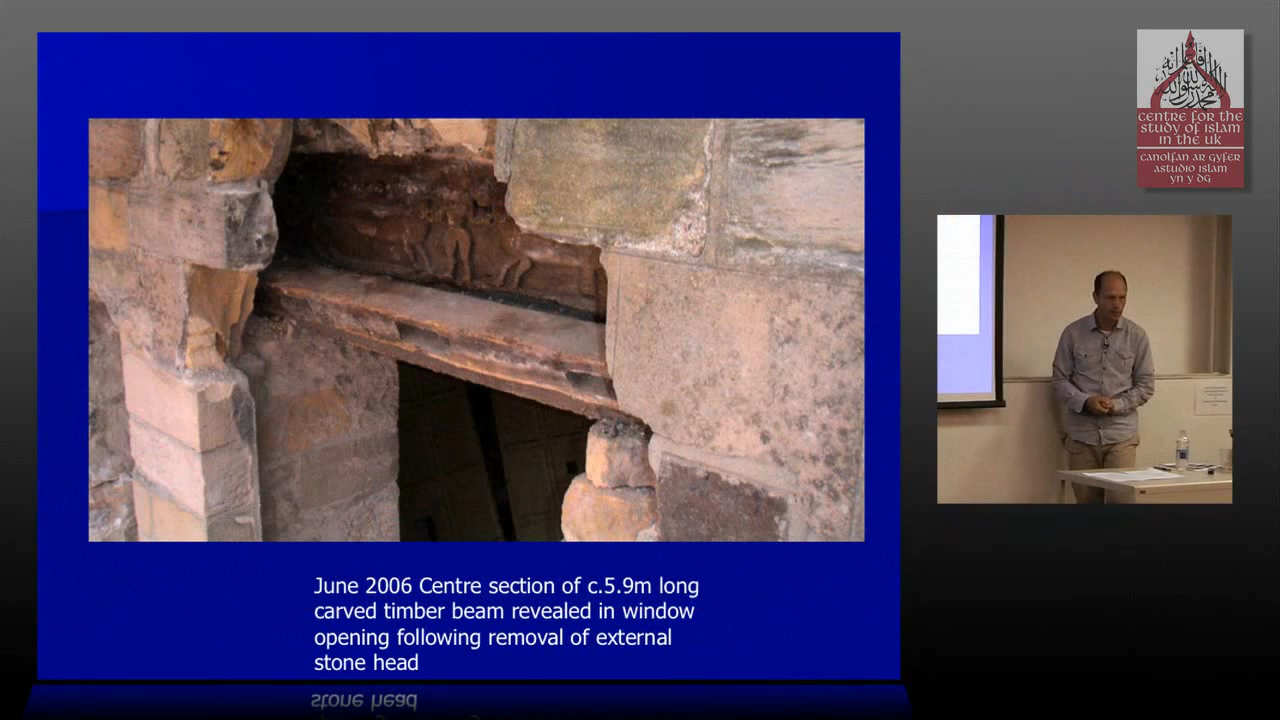 CENTRE FOR THE
STUDY OF ISLAM
IN THE UK
CANOLFAN AR GYFER
ASTUDIO ISLAM
YN Y DG
June 2006 Centre section of c.5.9m long
carved timber beam revealed in window
opening following removal of external
stone head